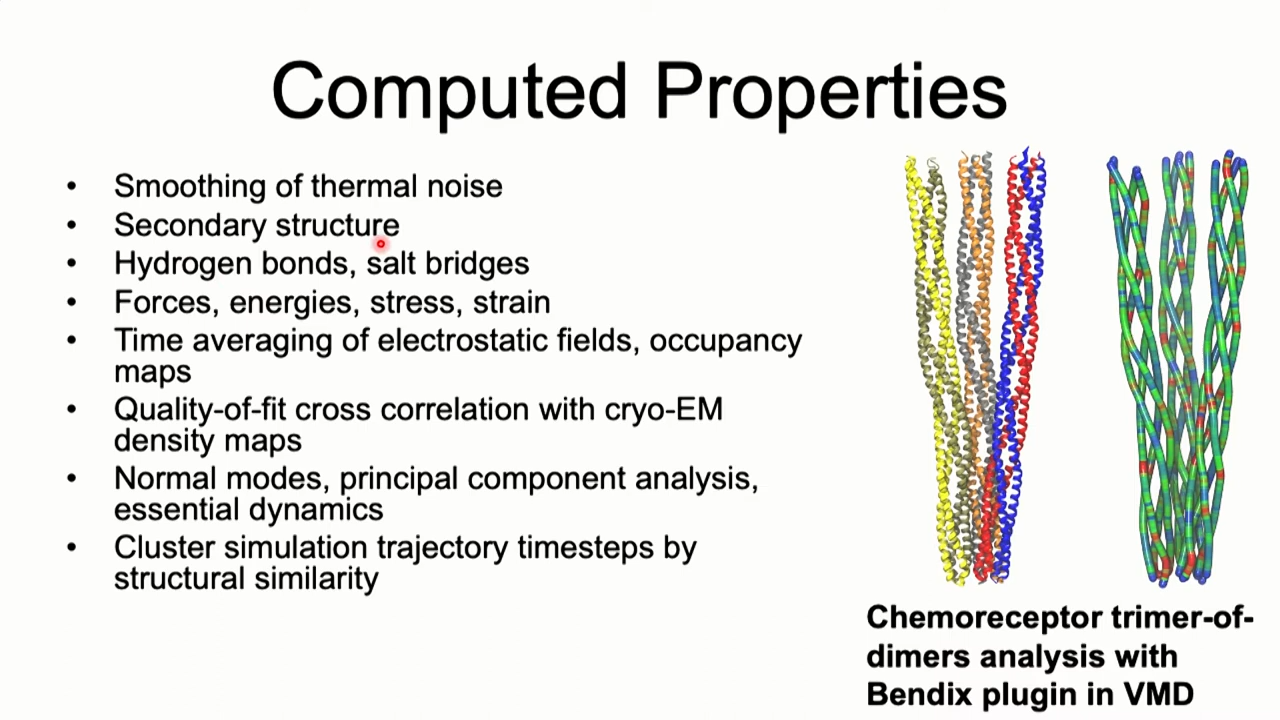 Computed Properties
• Smoothing of thermal noise
• Secondary structure
• Hydrogen bonds, salt bridges
• Forces, energies, stress, strain
• Time averaging of electrostatic fields, occupancy
maps
• Quality-of-fit cross correlation with cryo-EM
density maps
• Normal modes, principal component analysis,
essential dynamics
• Cluster simulation trajectory timesteps by
structural similarity
Chemoreceptor trimer-of-
dimers analysis with
Bendix plugin in VMD